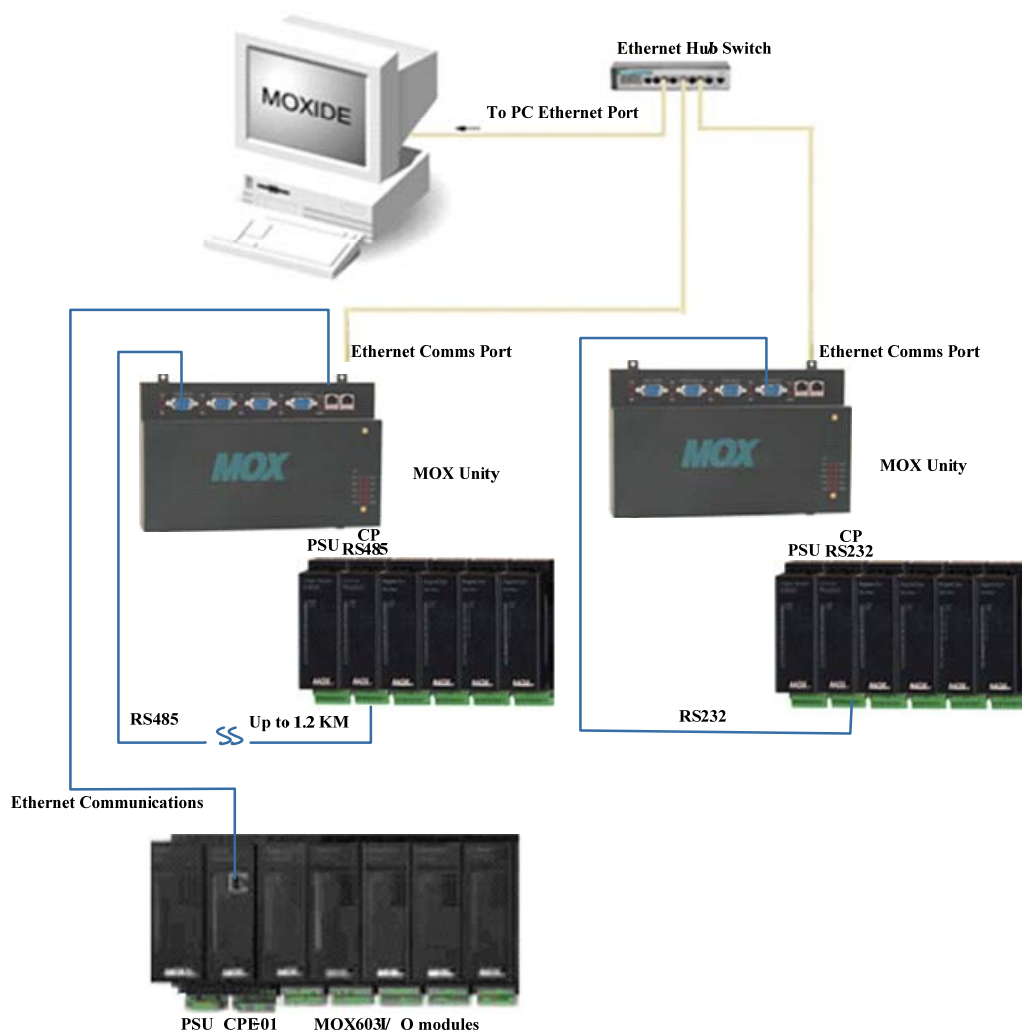 Ethernet Hub Switch
MOXIDE
To PC Ethernet Port
Ethernet Comms Port
Ethernet Comms Port
MOX
MOX Unity
MOX
MOX Unity
PSU CP
RS485
PSU CP
RS232
RS485
Up to 1.2 KM
RS232
Ethernet Communications
PSU CPE-01 MOX603I/ O modules